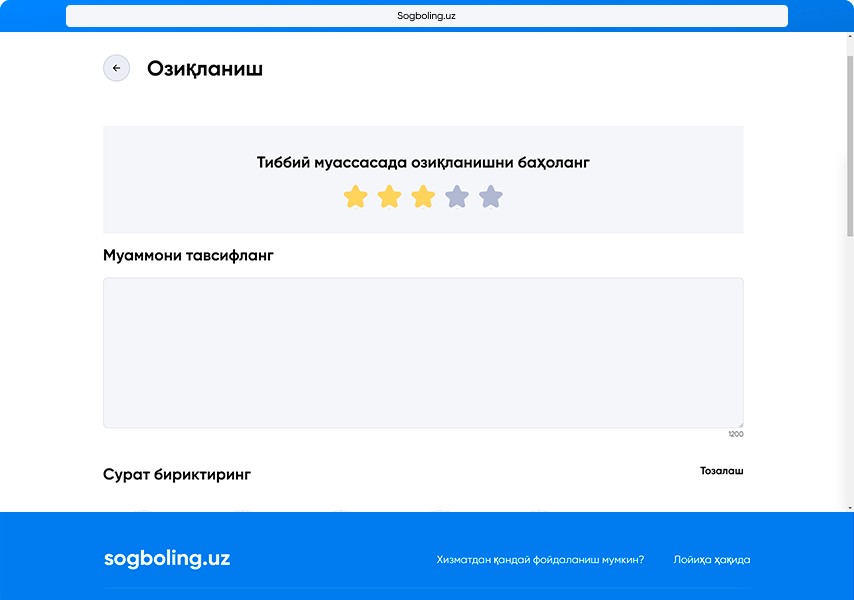 Sogboling.uz
Озиқланиш
Тиббий муассасада озиқланишни баҳоланг
Муаммони тавсифланг
1200
Сурат бириктиринг
Тозалаш
sogboling.uz
Хизматдан қандай фойдаланиш мумкин?
Лойиҳа ҳақида